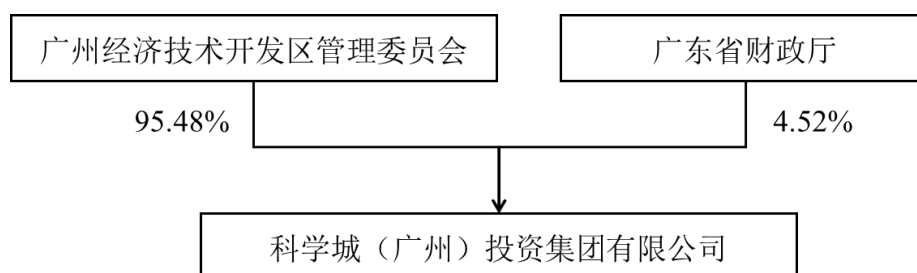 广州经济技术开发区管理委员会
广东省财政厅
95.48%
4.52%
科学城（广州）投资集团有限公司